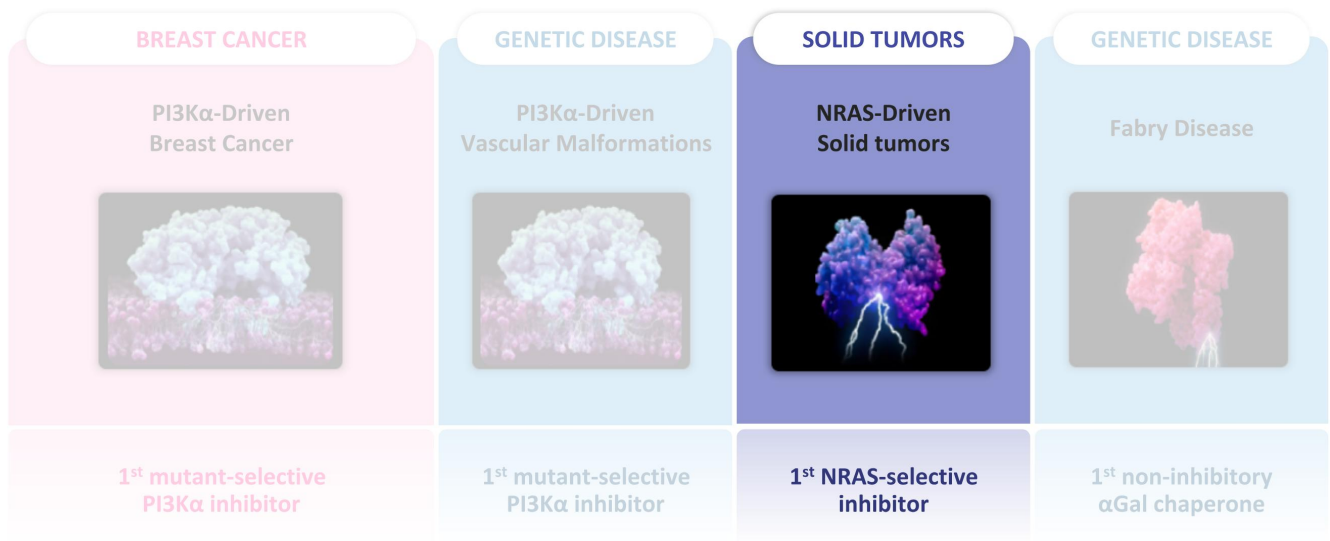 BREAST CANCER
PI3Kα-Driven
Breast Cancer
1st mutant-selective
PI3Kα inhibitor
GENETIC DISEASE
PI3Kα-Driven
Vascular Malformations
1st mutant-selective
PI3Kα inhibitor
SOLID TUMORS
NRAS-Driven
Solid tumors
1st NRAS-selective
inhibitor
GENETIC DISEASE
Fabry Disease
1st non-inhibitory
αGal chaperone